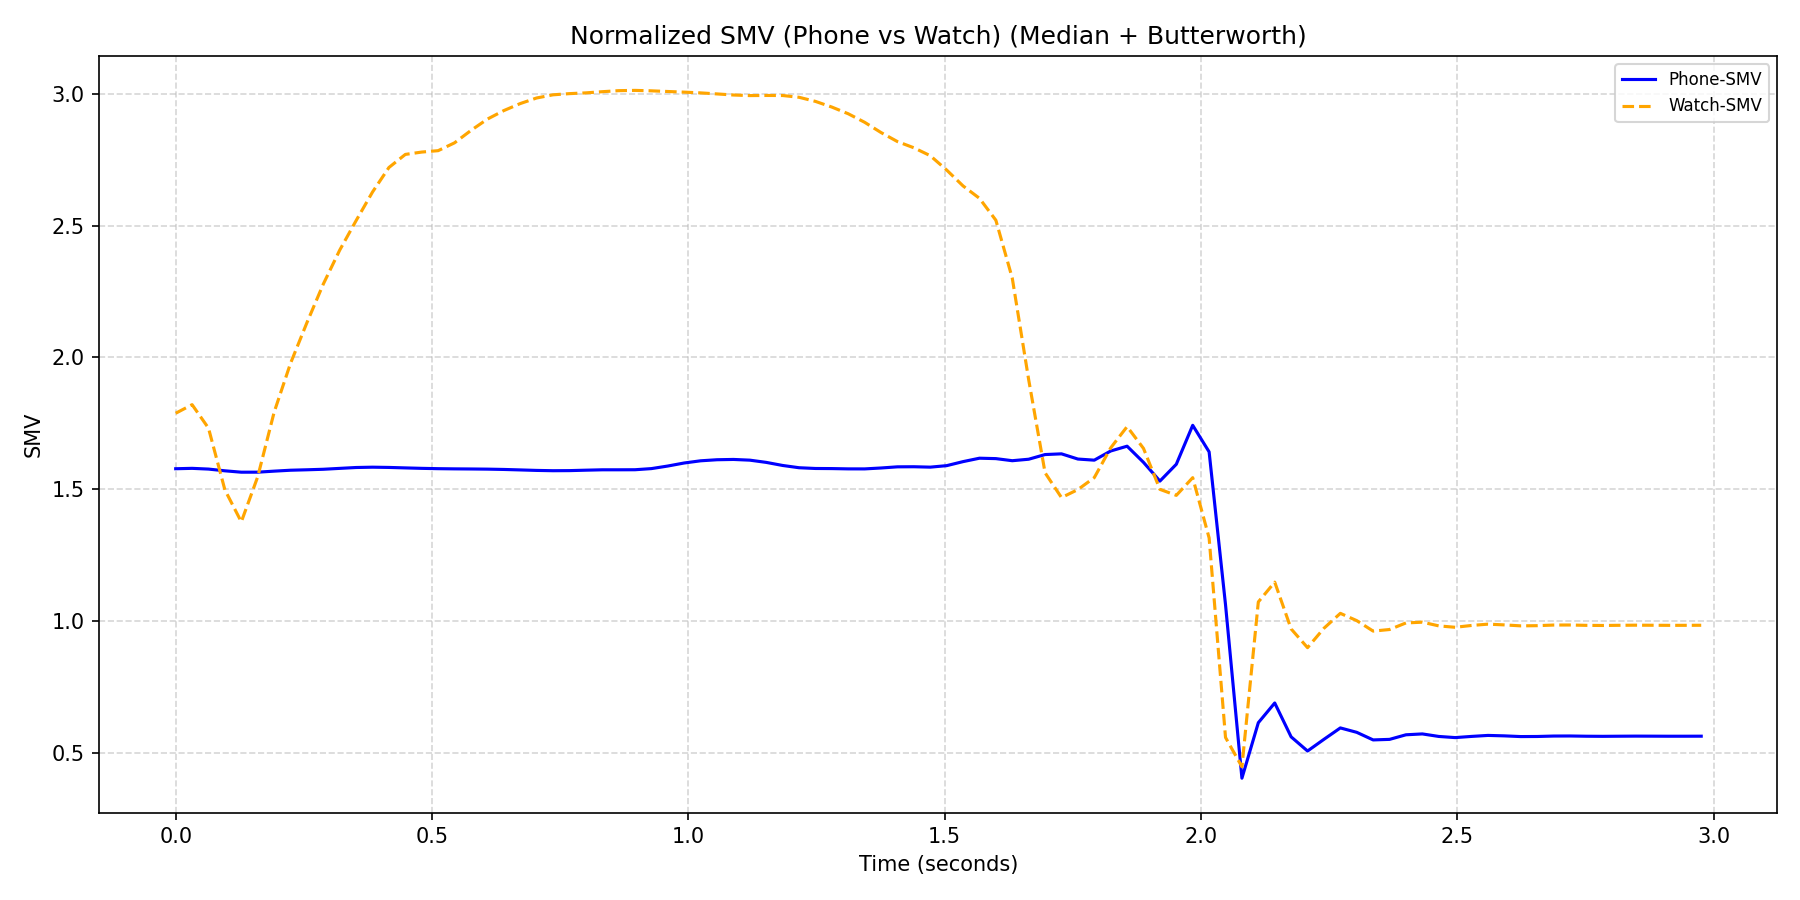 Normalized SMV (Phone vs Watch) (Median + Butterworth)
Phone-SMV
Watch-SMV
SMV
3.0
2.5
2.0
1.5
1.0
0.5
0.0 0.5 1.0 1.5 2.0 2.5 3.0
Time (seconds)